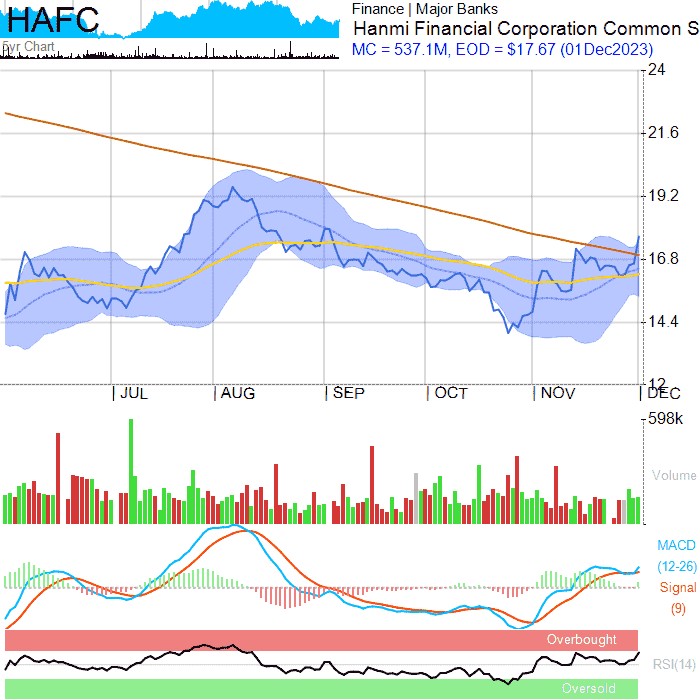 HAFC
5yr Chart
Finance | Major Banks
Hanmi Financial Corporation Common S
MC = 537.1M, EOD = $17.67 (01Dec2023)
24
21.6
19.2
16.8
14.4
12
JUL
AUG
SEP
OCT
NOV
DEC
598k
Volume
MACD
(12-26)
Signal
(9)
Overbought
RSI(14)
Oversold